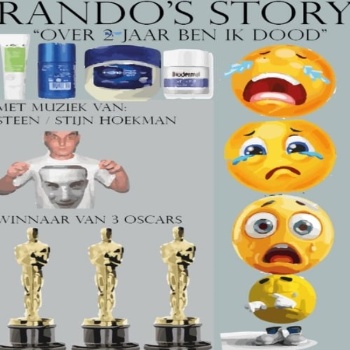 RANDO'S STORY
"OVER 2 JAAR BEN IK DOOD"
MET MUZIEK VAN:
STEEN / STIJN HOEKMAN
WINNAAR VAN 3 OSCARS